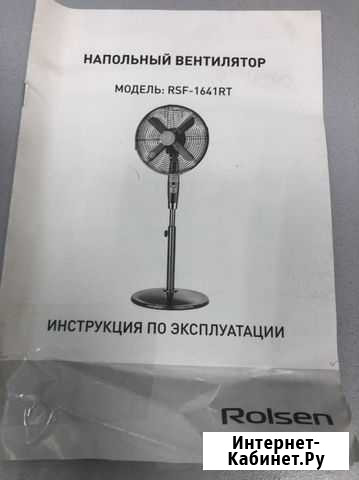 НАПОЛЬНЫЙ ВЕНТИЛЯТОР
МОДЕЛЬ: RSF-1641RT
ИНСТРУКЦИЯ ПО ЭКСПЛУАТАЦИИ
Rolsen
Интернет-
Кабинет.Ру